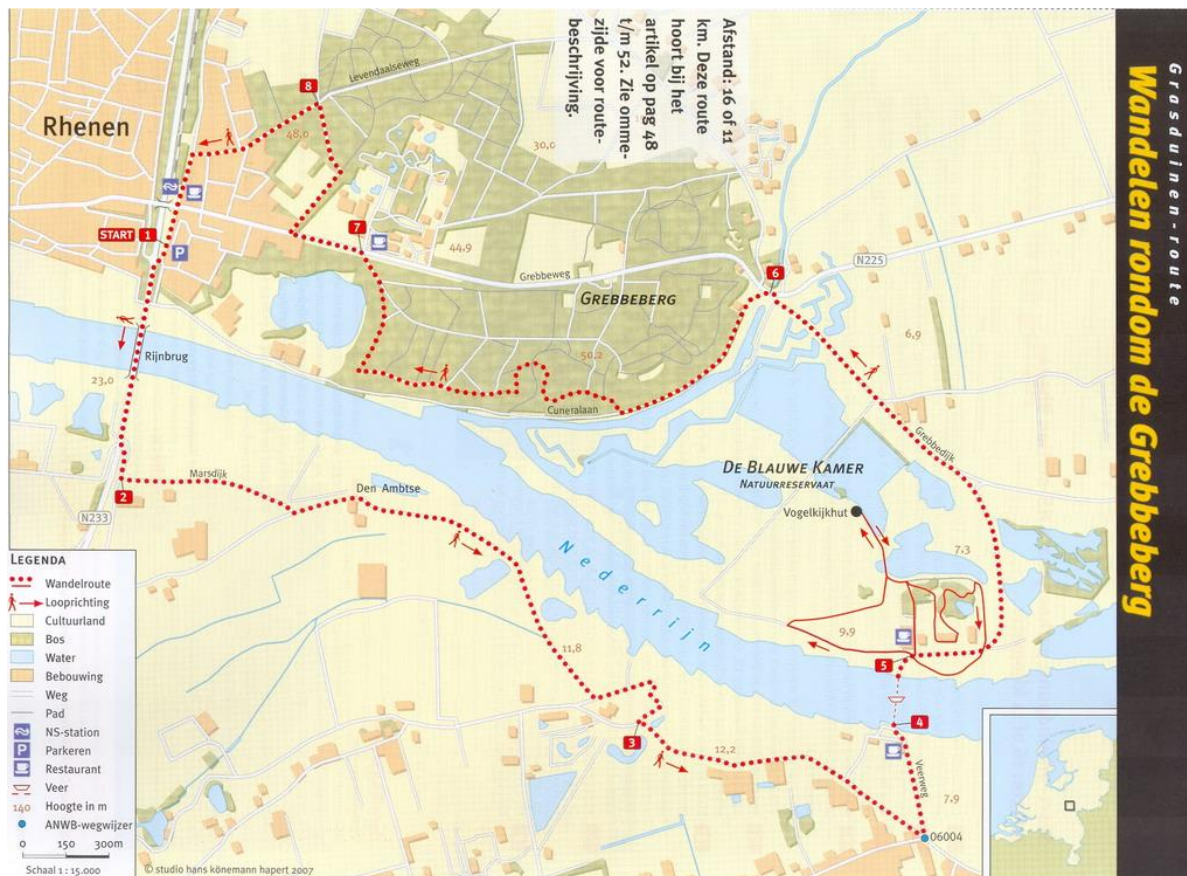 Grasduinen-route
Wandelen rondom de Grebbeberg
Afstand: 16 of 11
km. Deze route
hoort bij het
artikel op pag 48
t/m 52. Zie omme-
zijde voor route-
beschrijving.
Levendaalseweg
8
Rhenen
48,0
30,0
START 1
P
7
44,9
Grebbeweg
N225
6
GREBBEBERG
6,9
Rijnbrug
50,2
23,0
Cuneralaan
Grebbedijk
Marsdijk
Den Ambtse
DE BLAUWE KAMER
NATUURRESERVAAT
Vogelkijkhut
2
N233
Nederrijn
7,3
9,9
11,8
5
4
3
12,2
Veerweg
7,9
06004
LEGENDA
Wandelroute
Looprichting
Cultuurland
Bos
Water
Bebouwing
Weg
Pad
NS-station
P Parkeren
Restaurant
Veer
140 Hoogte in m
ANWB-wegwijzer
0 150 300m
Schaal 1 : 15.000
© studio hans könemann hapert 2007